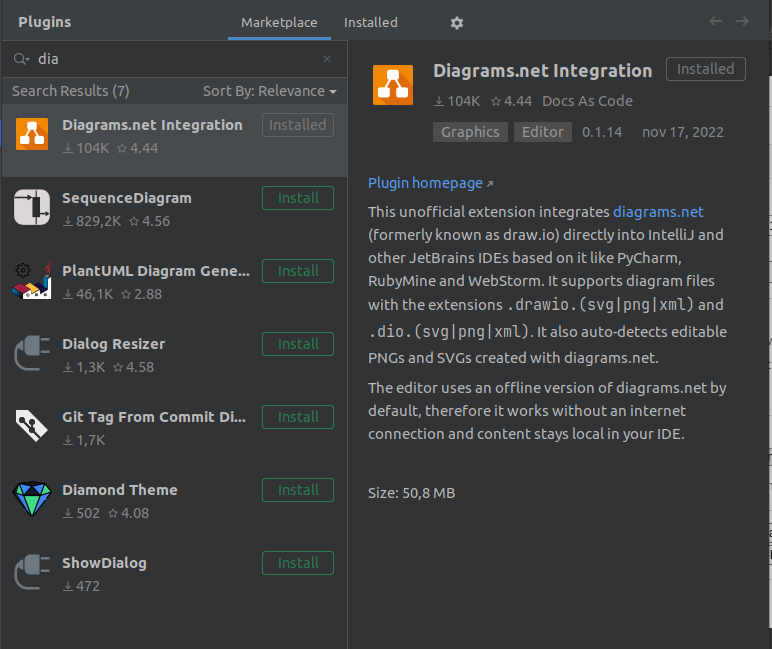 Plugins
Marketplace
Installed
dia
Search Results (7)
Sort By: Relevance
Diagrams.net Integration
Installed
104K 4.44
SequenceDiagram
Install
829,2K 4.56
PlantUML Diagram Gene...
Install
46,1K 2.88
Dialog Resizer
Install
1,3K 4.58
Git Tag From Commit Di...
Install
1,7K
Diamond Theme
Install
502 4.08
ShowDialog
Install
472
Diagrams.net Integration
Installed
104K 4.44 Docs As Code
Graphics Editor 0.1.14 nov 17, 2022
Plugin homepage
This unofficial extension integrates diagrams.net
(formerly known as draw.io) directly into IntelliJ and
other JetBrains IDEs based on it like PyCharm,
RubyMine and WebStorm. It supports diagram files
with the extensions .drawio.(svg|png|xml) and
.dio.(svg|png|xml). It also auto-detects editable
PNGs and SVGs created with diagrams.net.
The editor uses an offline version of diagrams.net by
default, therefore it works without an internet
connection and content stays local in your IDE.
Size: 50,8 MB